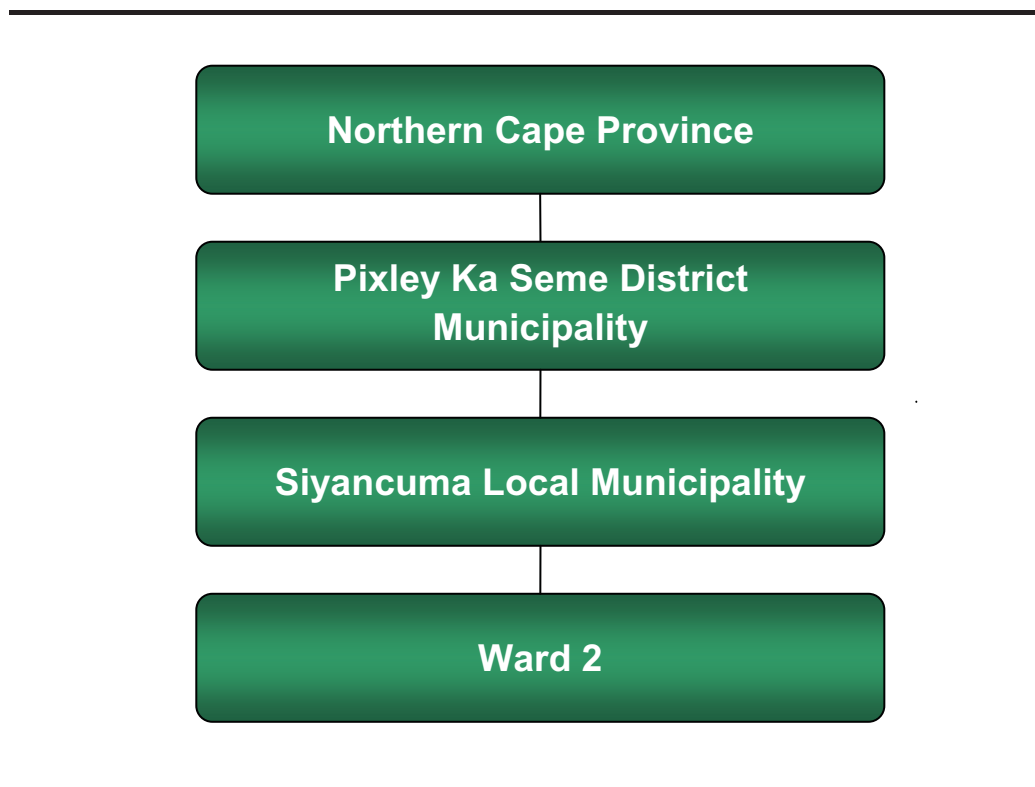 Northern Cape Province
Pixley Ka Seme District
Municipality
Siyancuma Local Municipality
Ward 2